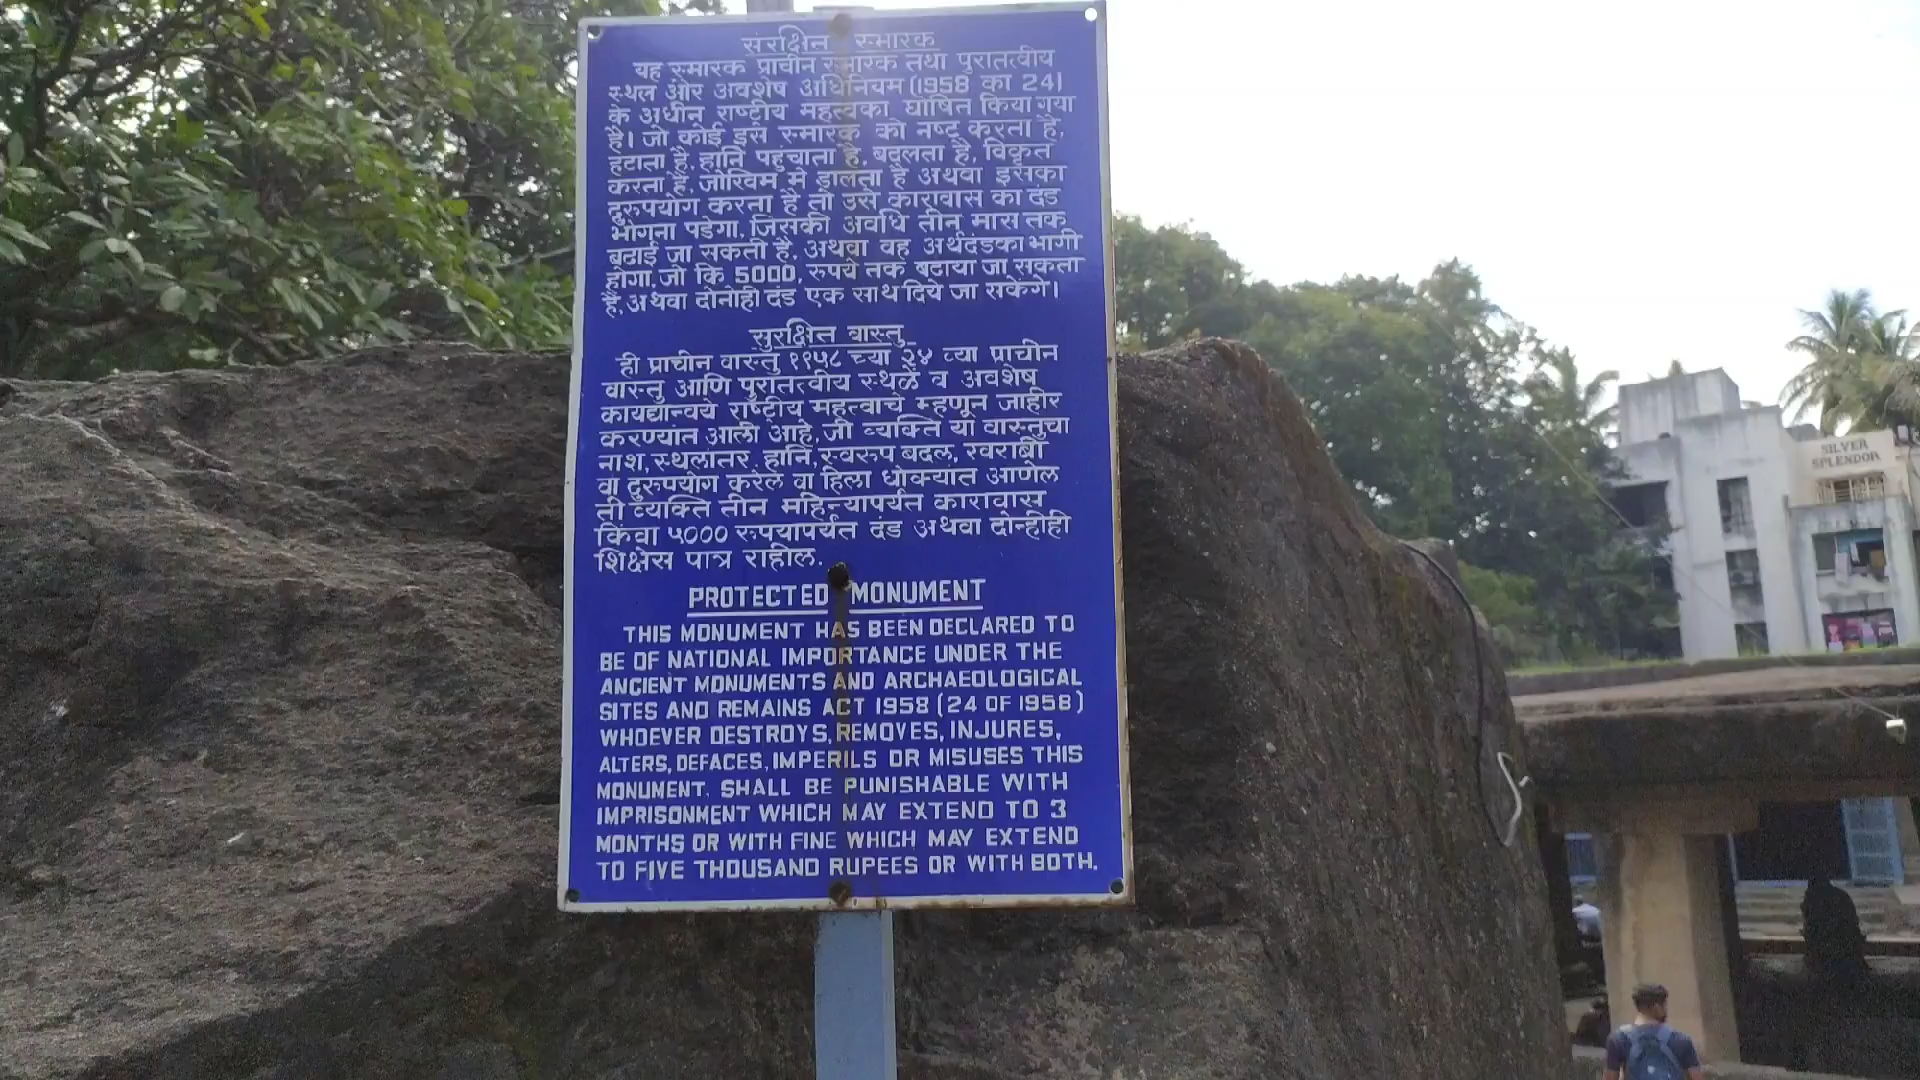 संरक्षित स्मारक
यह स्मारक प्राचीन स्मारक तथा पुरातत्वीय
स्थल और अवशेष अधिनियम (1958 का 24)
के अधीन राष्ट्रीय महत्त्वका घोषित किया गया
है। जो कोई इस स्मारक को नष्ट करता है,
हटाता है, हानि पहुंचाता है, बदलता है, विकृत
करता है, जोखिम मे डालता है अथवा इसका
दुरुपयोग करता है तो उसे कारावास का दंड
भोगना पडेगा, जिसकी अवधि तीन मास तक
बढाई जा सकती है, अथवा वह अर्थदंडका भागी
होगा, जो कि 5000, रुपये तक बढाया जा सकता
है, अथवा दोनोही दंड एक साथ दिये जा सकेंगे।
सुरक्षित वास्तु
ही प्राचीन वास्तु १९५८ च्या २४ व्या प्राचीन
वास्तु आणि पुरातत्वीय स्थळे व अवशेष
कायद्यान्वये राष्ट्रीय महत्वाचे म्हणून जाहीर
करण्यांत आली आहे, जी व्यक्ति या वास्तुचा
नाश, स्थलांतर, हानि, स्वरुप बदल, खराबी
वा दुरुपयोग करेल वा हिला धोक्यांत आणेल
ती व्यक्ति तीन महिन्यापर्यंत कारावास
किंवा ५००० रुपयापर्यंत दंड अथवा दोन्हीही
शिक्षेस पात्र राहील.
PROTECTED MONUMENT
THIS MONUMENT HAS BEEN DECLARED TO
BE OF NATIONAL IMPORTANCE UNDER THE
ANCIENT MONUMENTS AND ARCHAEOLOGICAL
SITES AND REMAINS ACT 1958 (24 OF 1958)
WHOEVER DESTROYS, REMOVES, INJURES,
ALTERS, DEFACES, IMPERILS OR MISUSES THIS
MONUMENT. SHALL BE PUNISHABLE WITH
IMPRISONMENT WHICH MAY EXTEND TO 3
MONTHS OR WITH FINE WHICH MAY EXTEND
TO FIVE THOUSAND RUPEES OR WITH BOTH.
SILVER
SPLENDOR